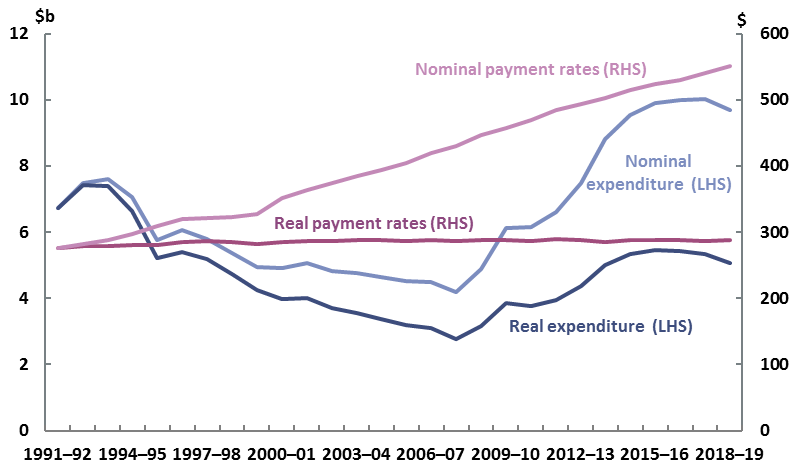 $b
$
12
10
8
6
4
2
0
600
500
400
300
200
100
0
Nominal payment rates (RHS)
Nominal
expenditure (LHS)
Real payment rates (RHS)
Real expenditure (LHS)
1991–92 1994–95 1997–98 2000–01 2003–04 2006–07 2009–10 2012–13 2015–16 2018–19